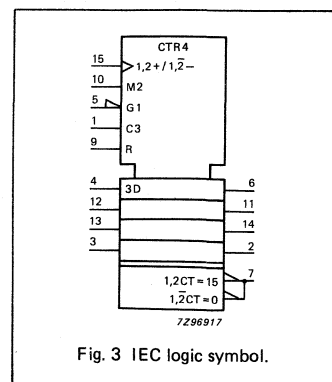 CTR4
15 1,2+/1,2̅−
10 M2
5 G1
1 C3
9 R
4 3D 6
12 11
13 14
3 2
1,2CT=15 7
1,2̅CT=0
7Z96917
Fig. 3 IEC logic symbol.